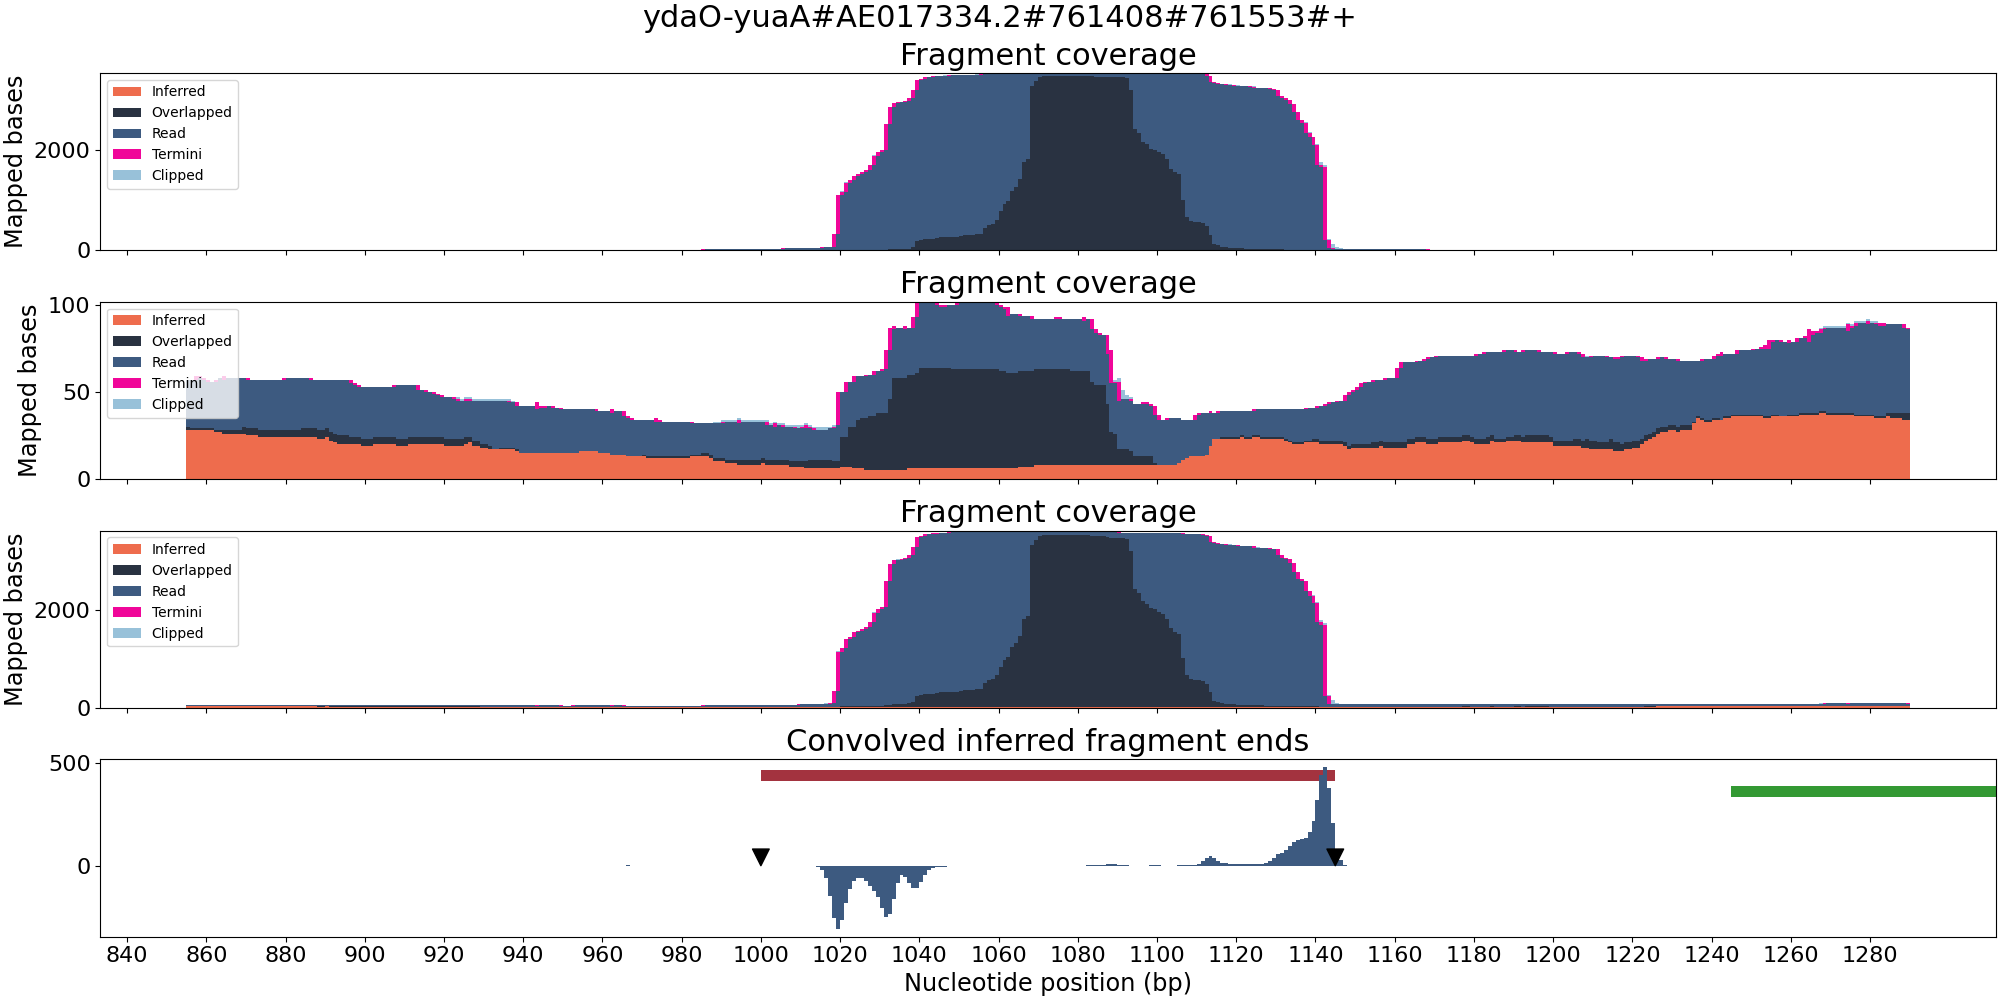 ydaO-yuaA#AE017334.2#761408#761553#+
Fragment coverage
Mapped bases
2000
0
Inferred
Overlapped
Read
Termini
Clipped
Fragment coverage
Mapped bases
100
50
0
Inferred
Overlapped
Read
Termini
Clipped
Fragment coverage
Mapped bases
2000
0
Inferred
Overlapped
Read
Termini
Clipped
Convolved inferred fragment ends
500
0
840 860 880 900 920 940 960 980 1000 1020 1040 1060 1080 1100 1120 1140 1160 1180 1200 1220 1240 1260 1280
Nucleotide position (bp)